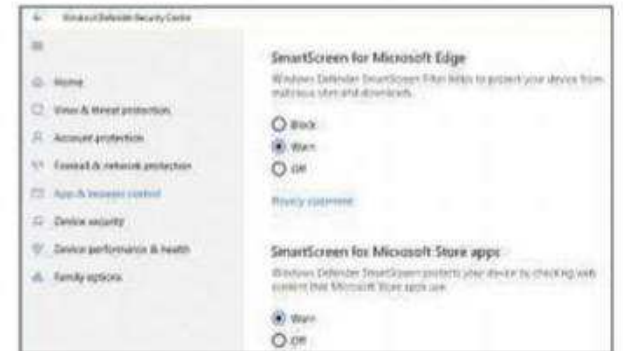 Windows Defender Security Center
Home
Virus & threat protection
Account protection
Firewall & network protection
App & browser control
Device security
Device performance & health
Family options
SmartScreen for Microsoft Edge
Windows Defender SmartScreen Filter helps to protect your device from
malicious sites and downloads.
Block
Warn
Off
Privacy statement
SmartScreen for Microsoft Store apps
Windows Defender SmartScreen protects your device by checking web
content that Microsoft Store apps use.
Warn
Off